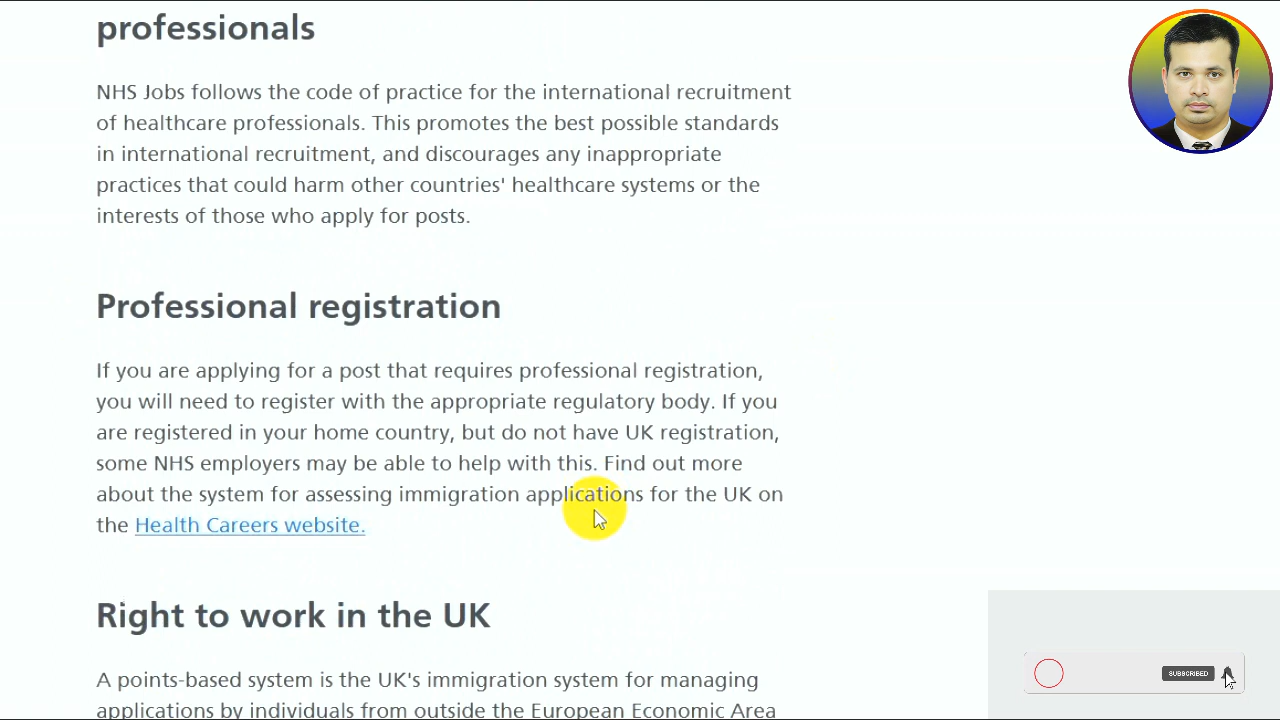 professionals
NHS Jobs follows the code of practice for the international recruitment
of healthcare professionals. This promotes the best possible standards
in international recruitment, and discourages any inappropriate
practices that could harm other countries' healthcare systems or the
interests of those who apply for posts.
Professional registration
If you are applying for a post that requires professional registration,
you will need to register with the appropriate regulatory body. If you
are registered in your home country, but do not have UK registration,
some NHS employers may be able to help with this. Find out more
about the system for assessing immigration applications for the UK on
the Health Careers website.
Right to work in the UK
A points-based system is the UK's immigration system for managing
applications by individuals from outside the European Economic Area
SUBSCRIBED